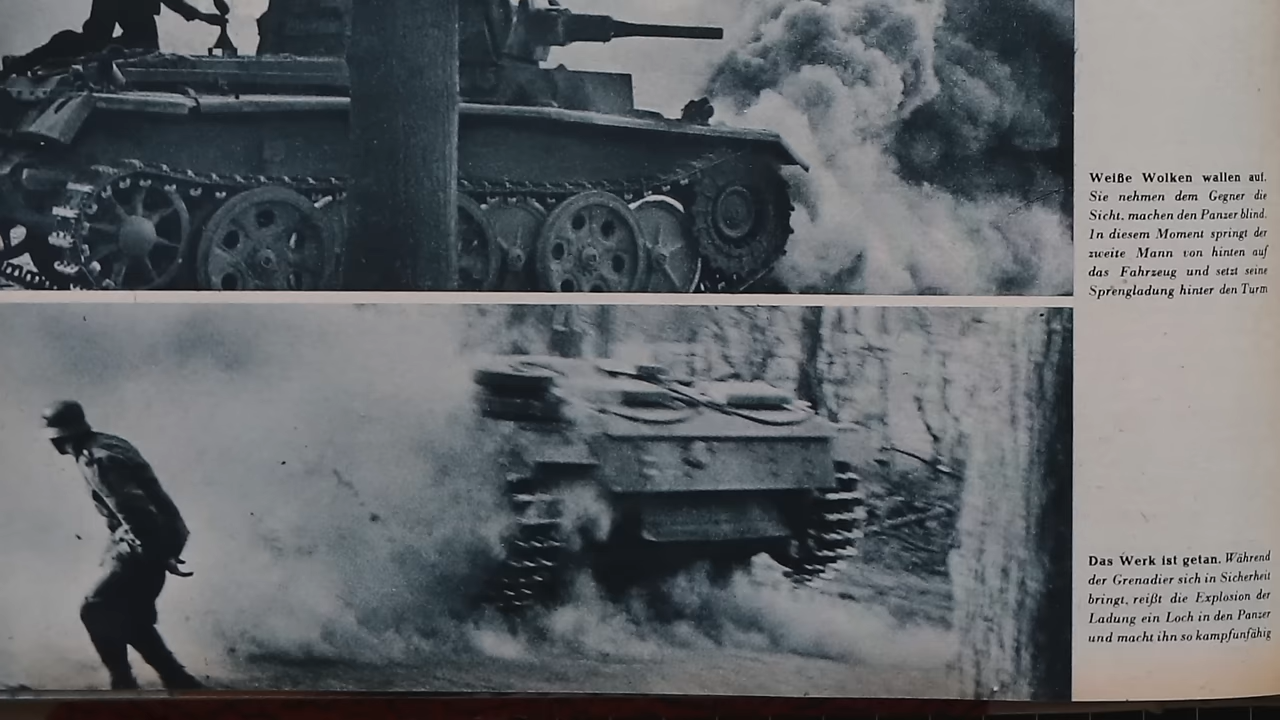 Weiße Wolken wallen auf.
Sie nehmen dem Gegner die
Sicht, machen den Panzer blind.
In diesem Moment springt der
zweite Mann von hinten auf
das Fahrzeug und setzt seine
Sprengladung hinter den Turm
Das Werk ist getan. Während
der Grenadier sich in Sicherheit
bringt, reißt die Explosion der
Ladung ein Loch in den Panzer
und macht ihn so kampfunfähig